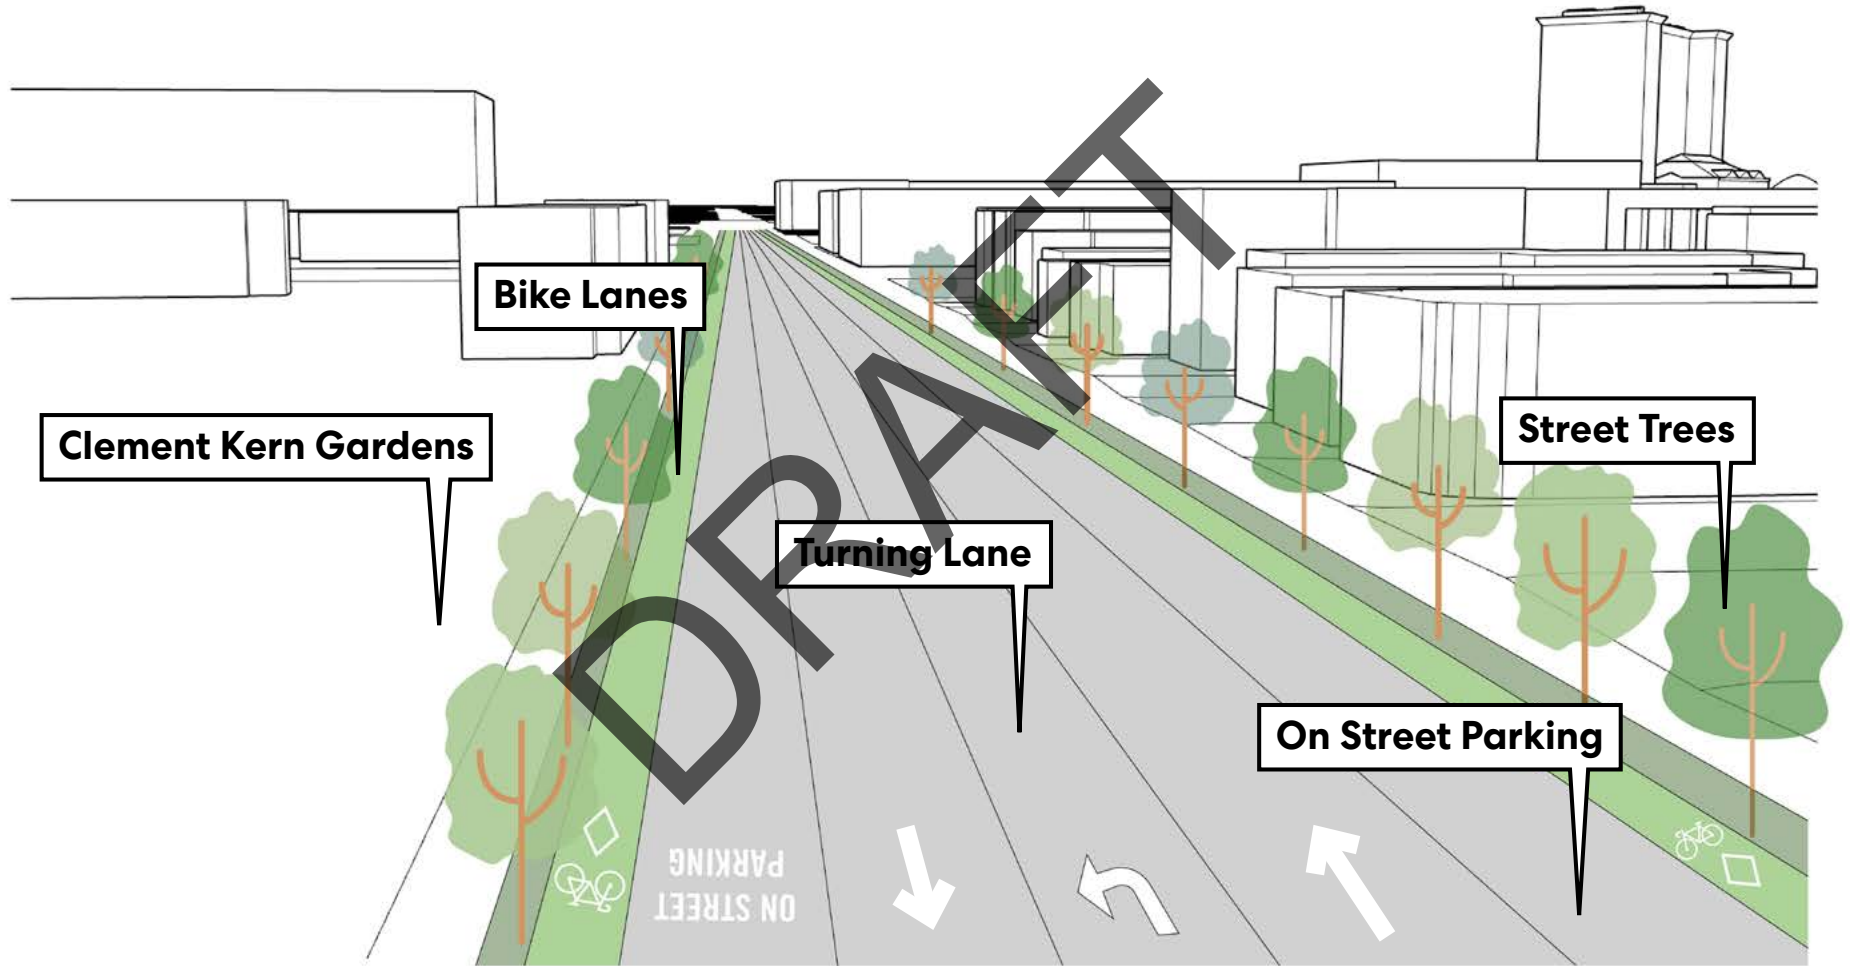 Bike Lanes
Clement Kern Gardens
Street Trees
Turning Lane
On Street Parking
ON STREET
PARKING
DRAFT